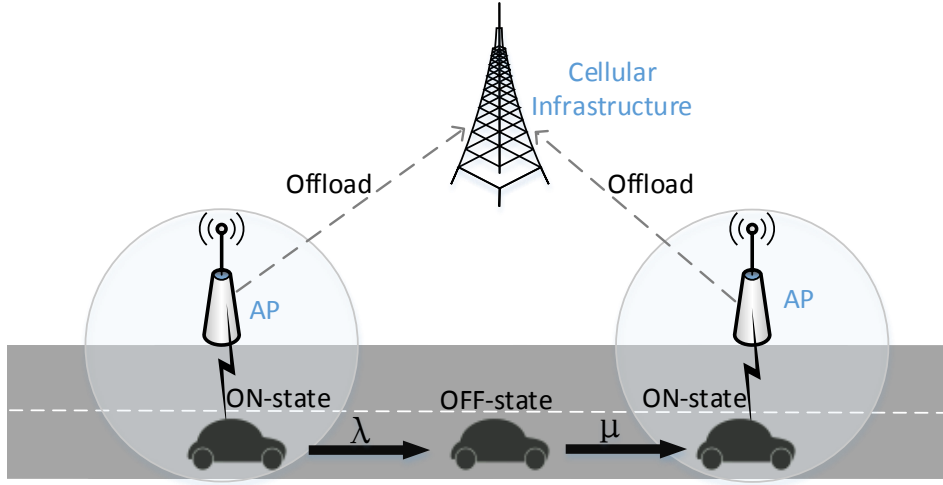 Cellular
Infrastructure
Offload
Offload
AP
AP
ON-state
OFF-state
ON-state
λ
μ